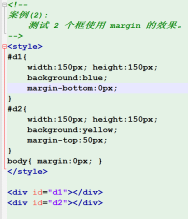 <!--
案例(2):
测试 2 个框使用 margin 的效果。
-->
<style>
#d1{
width:150px; height:150px;
background:blue;
margin-bottom:0px;
}
#d2{
width:150px; height:150px;
background:yellow;
margin-top:50px;
}
body{ margin:0px; }
</style>
<div id="d1"></div>
<div id="d2"></div>